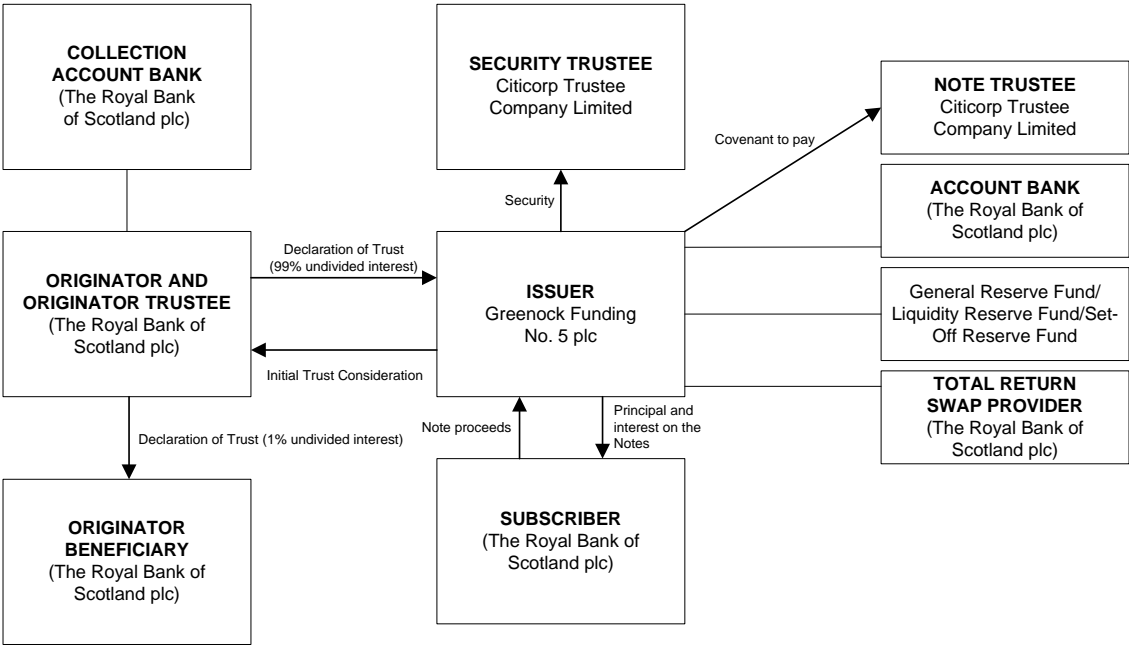 COLLECTION
ACCOUNT BANK
(The Royal Bank
of Scotland plc)
SECURITY TRUSTEE
Citicorp Trustee
Company Limited
NOTE TRUSTEE
Citicorp Trustee
Company Limited
Covenant to pay
Security
ACCOUNT BANK
(The Royal Bank of
Scotland plc)
ORIGINATOR AND
ORIGINATOR TRUSTEE
(The Royal Bank of
Scotland plc)
Declaration of Trust
(99% undivided interest)
Initial Trust Consideration
ISSUER
Greenock Funding
No. 5 plc
General Reserve Fund/
Liquidity Reserve Fund/Set-
Off Reserve Fund
TOTAL RETURN
SWAP PROVIDER
(The Royal Bank of
Scotland plc)
Declaration of Trust (1% undivided interest)
Note proceeds
Principal and
interest on the
Notes
ORIGINATOR
BENEFICIARY
(The Royal Bank of
Scotland plc)
SUBSCRIBER
(The Royal Bank of
Scotland plc)